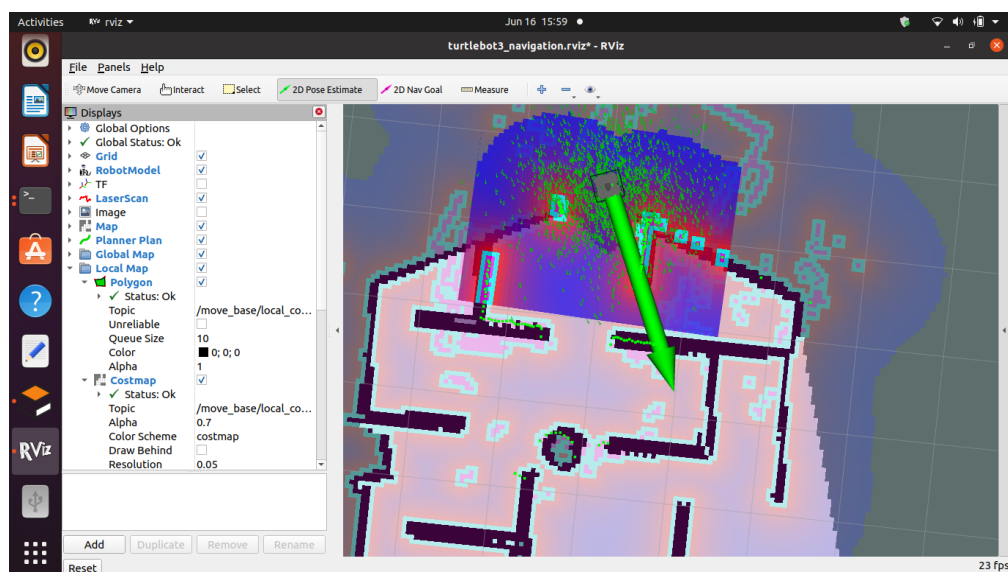 Activities
RViz rviz
Jun 16 15:59
turtlebot3_navigation.rviz* - RViz
File Panels Help
Move Camera Interact Select 2D Pose Estimate 2D Nav Goal Measure
Displays
Global Options
Global Status: Ok
Grid
RobotModel
TF
LaserScan
Image
Map
Planner Plan
Global Map
Local Map
Polygon
Status: Ok
Topic /move_base/local_co...
Unreliable
Queue Size 10
Color 0; 0; 0
Alpha 1
Costmap
Status: Ok
Topic /move_base/local_co...
Alpha 0.7
Color Scheme costmap
Draw Behind
Resolution 0.05
RViz
Add Duplicate Remove Rename
Reset
23 fps